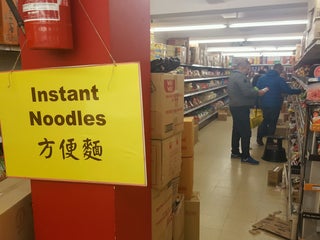 Instant
Noodles
方便麵